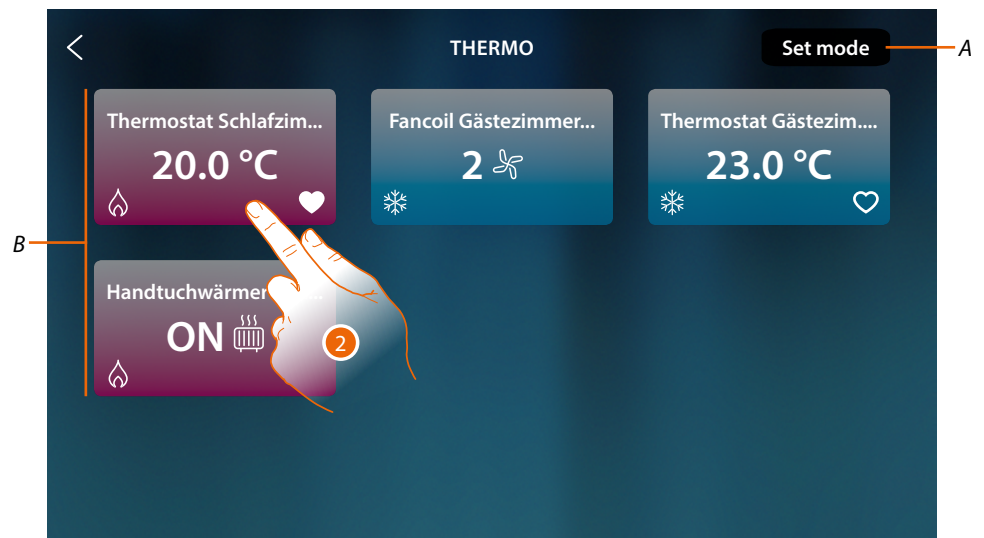 THERMO
Set mode
A
Thermostat Schlafzim...
20.0 °C
Fancoil Gästezimmer...
2
Thermostat Gästezim....
23.0 °C
B
Handtuchwärmer
ON
2